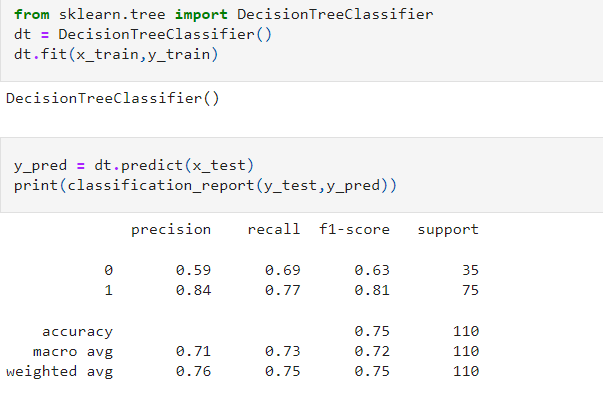 from sklearn.tree import DecisionTreeClassifier
dt = DecisionTreeClassifier()
dt.fit(x_train,y_train)
DecisionTreeClassifier()
y_pred = dt.predict(x_test)
print(classification_report(y_test,y_pred))
precision recall f1-score support
0 0.59 0.69 0.63 35
1 0.84 0.77 0.81 75
accuracy 0.75 110
macro avg 0.71 0.73 0.72 110
weighted avg 0.76 0.75 0.75 110